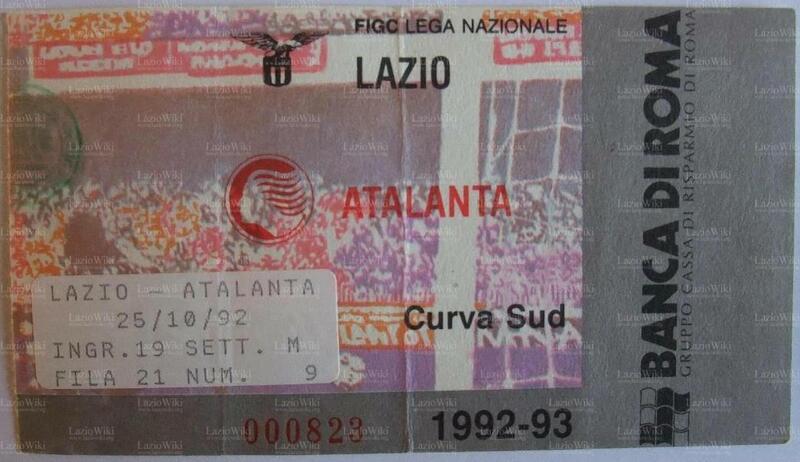 FIGC LEGA NAZIONALE
LAZIO
ATALANTA
LAZIO - ATALANTA
25/10/92
INGR.19 SETT. M
FILA 21 NUM. 9
Curva Sud
000823
1992-93
BANCA DI ROMA
GRUPPO CASSA DI RISPARMIO DI ROMA
LazioWiki